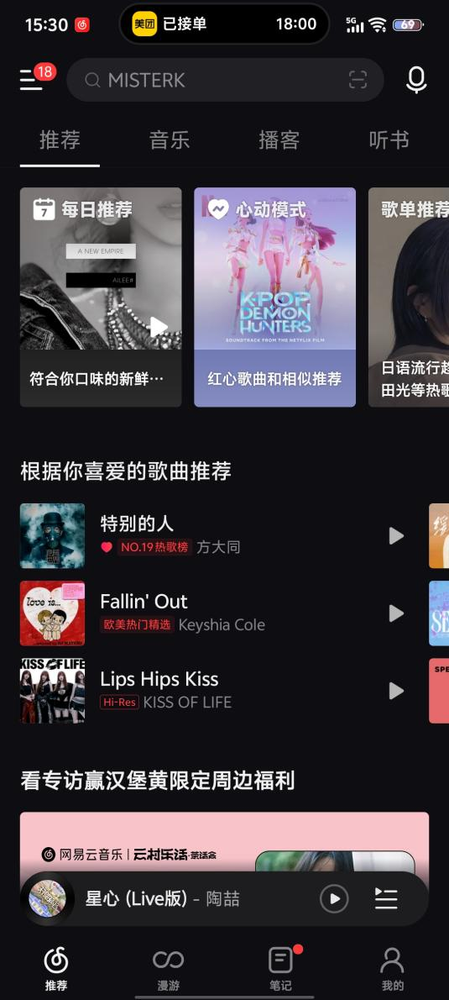 15:30
美团 已接单 18:00
5G
69
18
MISTERK
推荐 音乐 播客 听书
7 每日推荐
心动模式
歌单推荐
A NEW EMPIRE
AILEE
K-POP
DEMON
HUNTERS
SOUNDTRACK FROM THE NETFLIX FILM
符合你口味的新鲜…
红心歌曲和相似推荐
日语流行趋
田光等热歌
根据你喜爱的歌曲推荐
特别的人
NO.19热歌榜 方大同
love is...
Fallin' Out
欧美热门精选 Keyshia Cole
KISS OF LIFE
Lips Hips Kiss
Hi-Res KISS OF LIFE
SPE
看专访赢汉堡黄限定周边福利
网易云音乐 | 云村乐话·茶话会
星心 (Live版) - 陶喆
推荐 漫游 笔记 我的